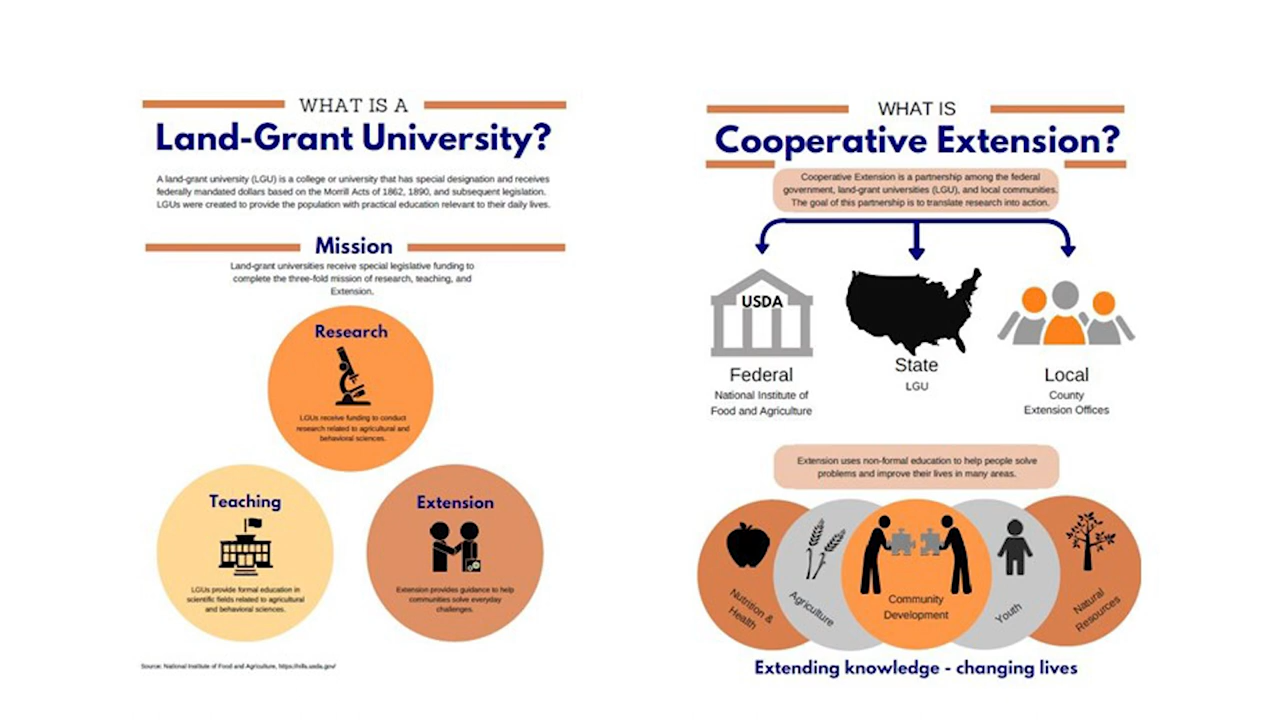 WHAT IS A
Land-Grant University?
A land-grant university (LGU) is a college or university that has special designation and receives
federally mandated dollars based on the Morrill Acts of 1862, 1890, and subsequent legislation.
LGUs were created to provide the population with practical education relevant to their daily lives.
Mission
Land-grant universities receive special legislative funding to
complete the three-fold mission of research, teaching, and
Extension.
Research
LGUs receive funding to conduct
research related to agricultural and
behavioral sciences.
Teaching
LGUs provide formal education in
scientific fields related to agricultural
and behavioral sciences.
Extension
Extension provides guidance to help
communities solve everyday
challenges.
Source: National Institute of Food and Agriculture, https://nifa.usda.gov/
WHAT IS
Cooperative Extension?
Cooperative Extension is a partnership among the federal
government, land-grant universities (LGU), and local communities.
The goal of this partnership is to translate research into action.
USDA
Federal
National Institute of
Food and Agriculture
State
LGU
Local
County
Extension Offices
Extension uses non-formal education to help people solve
problems and improve their lives in many areas.
Nutrition &
Health
Agriculture
Community
Development
Youth
Natural
Resources
Extending knowledge - changing lives